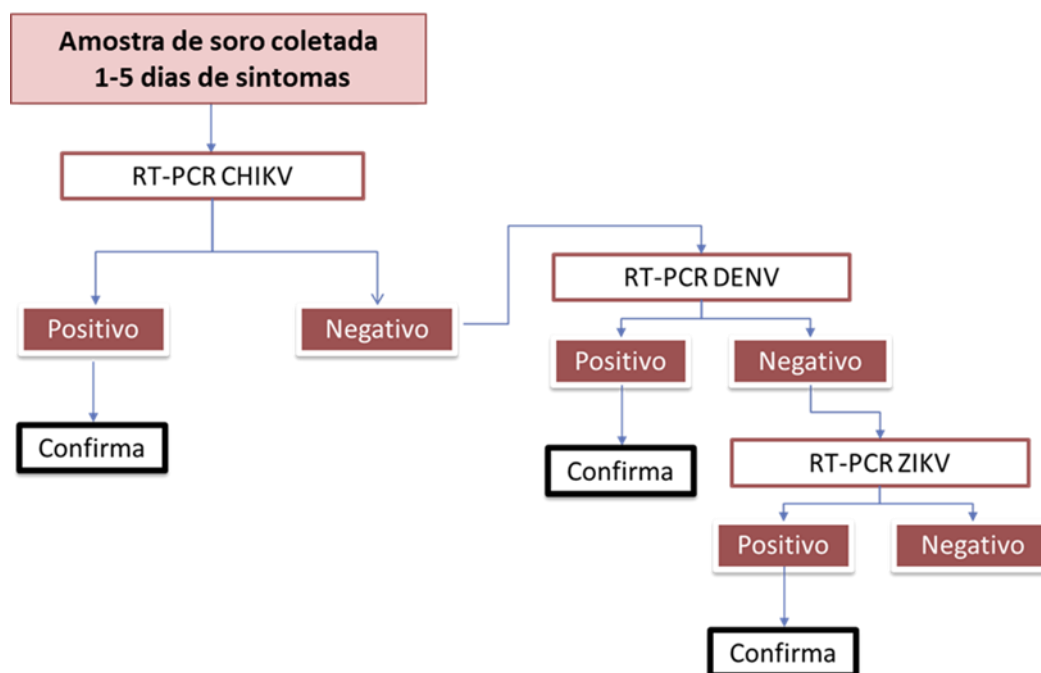 Amostra de soro coletada
1-5 dias de sintomas
RT-PCR CHIKV
Positivo
Negativo
Confirma
RT-PCR DENV
Positivo
Negativo
Confirma
RT-PCR ZIKV
Positivo
Negativo
Confirma